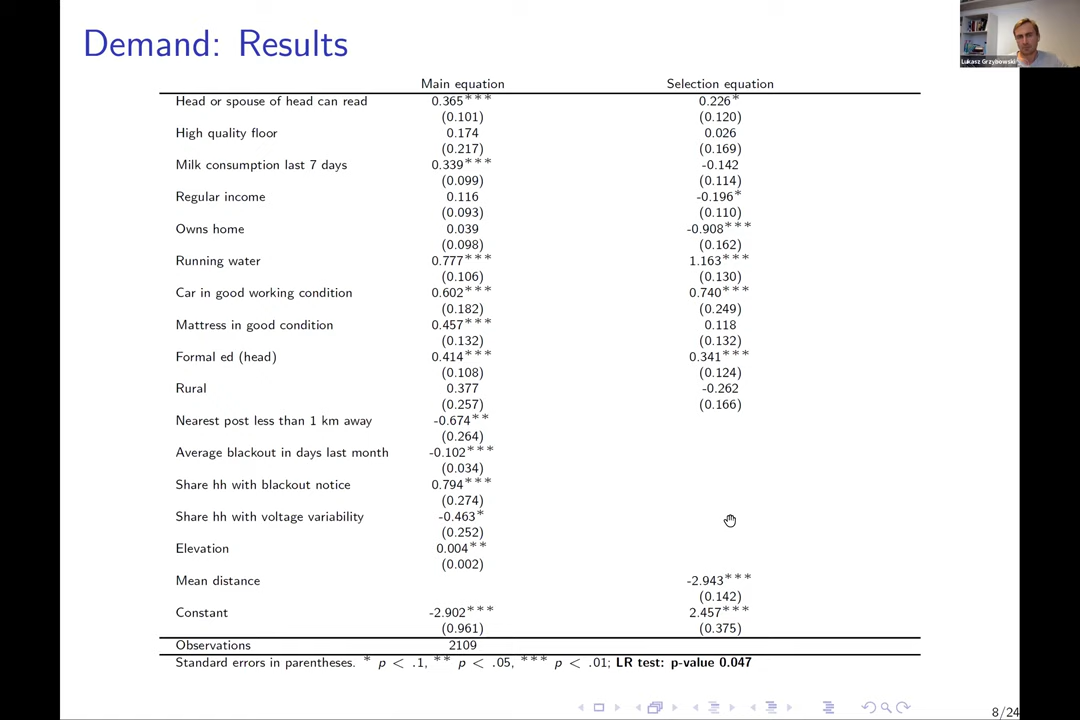 Demand: Results
Lukasz Grzybowski
Main equation Selection equation
Head or spouse of head can read 0.365*** 0.226*
(0.101) (0.120)
High quality floor 0.174 0.026
(0.217) (0.169)
Milk consumption last 7 days 0.339*** -0.142
(0.099) (0.114)
Regular income 0.116 -0.196*
(0.093) (0.110)
Owns home 0.039 -0.908***
(0.098) (0.162)
Running water 0.777*** 1.163***
(0.106) (0.130)
Car in good working condition 0.602*** 0.740***
(0.182) (0.249)
Mattress in good condition 0.457*** 0.118
(0.132) (0.132)
Formal ed (head) 0.414*** 0.341***
(0.108) (0.124)
Rural 0.377 -0.262
(0.257) (0.166)
Nearest post less than 1 km away -0.674**
(0.264)
Average blackout in days last month -0.102***
(0.034)
Share hh with blackout notice 0.794***
(0.274)
Share hh with voltage variability -0.463*
(0.252)
Elevation 0.004**
(0.002)
Mean distance -2.943***
(0.142)
Constant -2.902*** 2.457***
(0.961) (0.375)
Observations 2109
Standard errors in parentheses. * p < .1, ** p < .05, *** p < .01; LR test: p-value 0.047
8/24